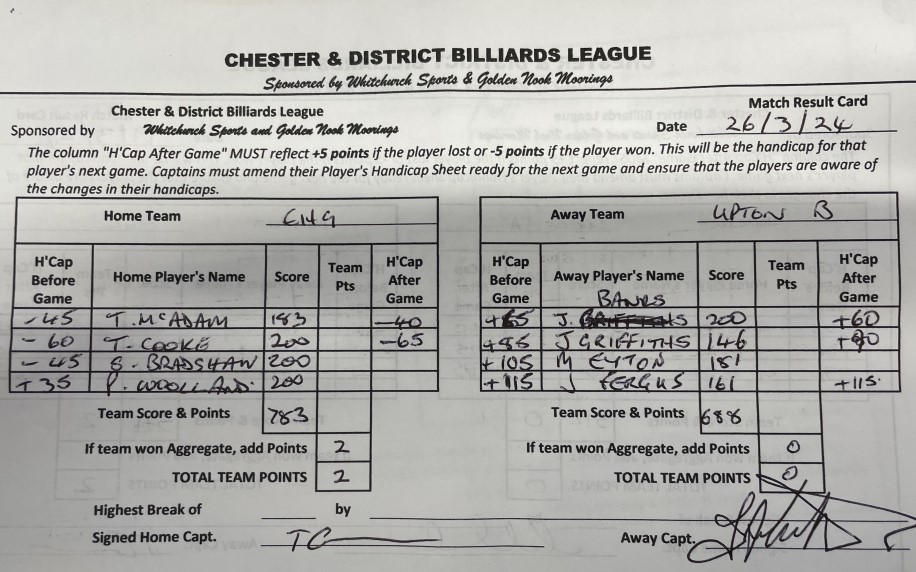 CHESTER & DISTRICT BILLIARDS LEAGUE
Sponsored by Whitchurch Sports & Golden Nook Moorings
Chester & District Billiards League
Match Result Card
Sponsored by Whitchurch Sports and Golden Nook Moorings
Date 26/3/24
The column "H'Cap After Game" MUST reflect +5 points if the player lost or -5 points if the player won. This will be the handicap for that
player's next game. Captains must amend their Player's Handicap Sheet ready for the next game and ensure that the players are aware of
the changes in their handicaps.
Home Team CNG
H'Cap Before Game Home Player's Name Score Team Pts H'Cap After Game
-45 T. McADAM 183 -40
-60 T. COOKE 200 -65
-45 S. BRADSHAW 200
+35 P. WOOLLAND. 200
Team Score & Points 783
If team won Aggregate, add Points 2
TOTAL TEAM POINTS 2
Highest Break of by
Signed Home Capt. TC
Away Team UPTON B
H'Cap Before Game Away Player's Name Score Team Pts H'Cap After Game
BANKS
+65 J. 200 +60
J GRIFFITHS 146
+105 M EYTON 181
+115 J FERGUS 161 +115.
Team Score & Points 688
If team won Aggregate, add Points 0
TOTAL TEAM POINTS 0
Away Capt.